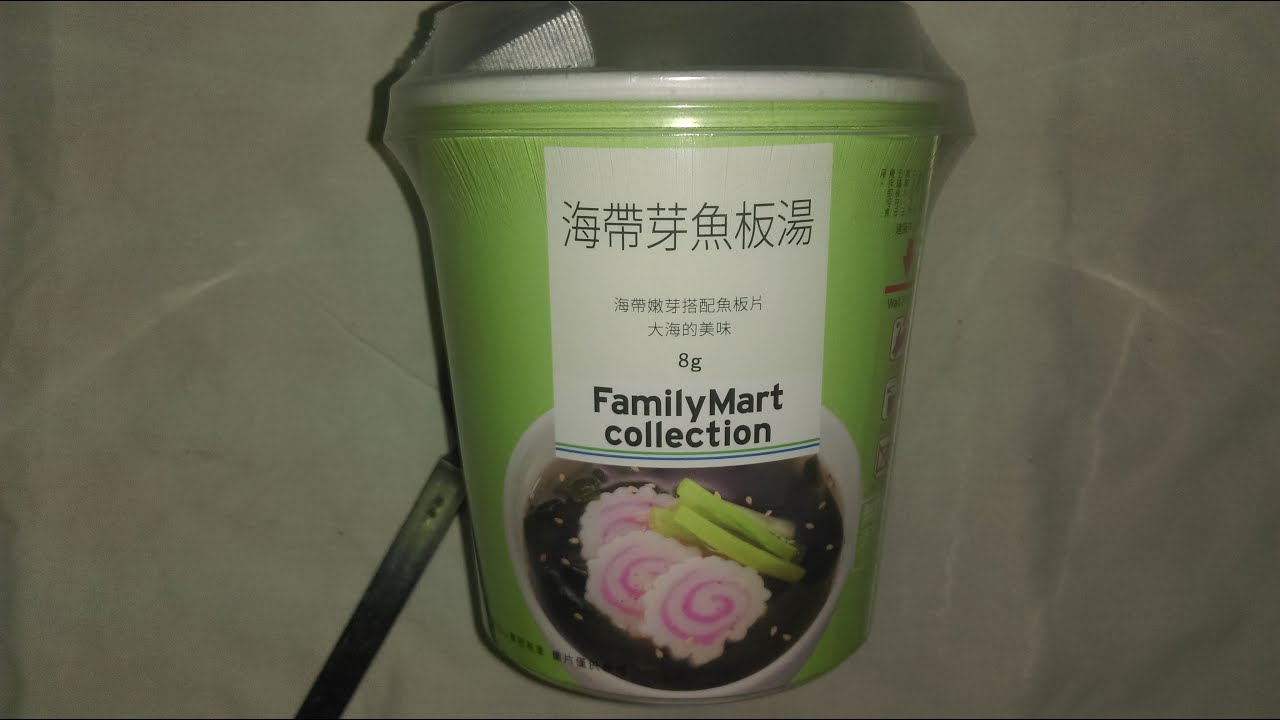 海帶芽魚板湯
海帶嫩芽搭配魚板片
大海的美味
8g
FamilyMart
collection